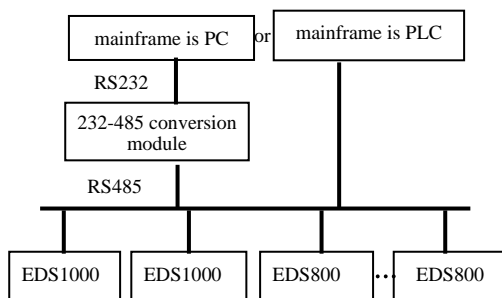 mainframe is PC
or
mainframe is PLC
RS232
232-485 conversion
module
RS485
EDS1000
EDS1000
EDS800
...
EDS800